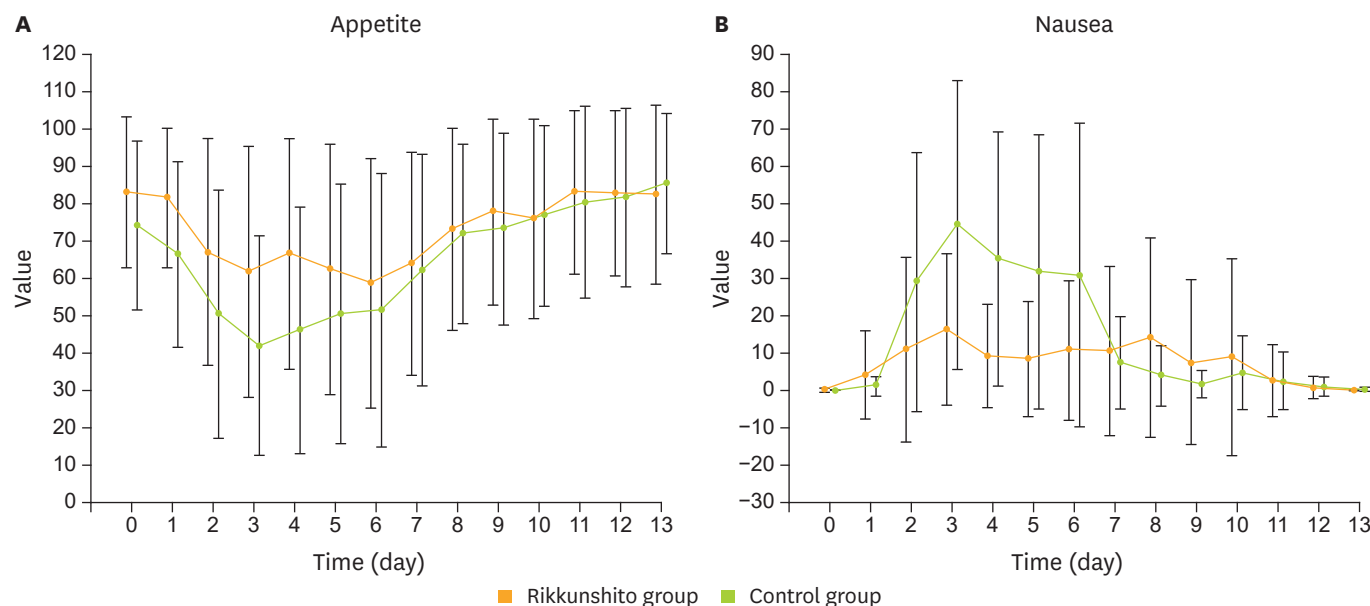 A
Appetite
120
110
100
90
80
70
60
50
40
30
20
10
0
Value
0 1 2 3 4 5 6 7 8 9 10 11 12 13
Time (day)
B
Nausea
90
80
70
60
50
40
30
20
10
0
−10
−20
−30
Value
0 1 2 3 4 5 6 7 8 9 10 11 12 13
Time (day)
Rikkunshito group
Control group